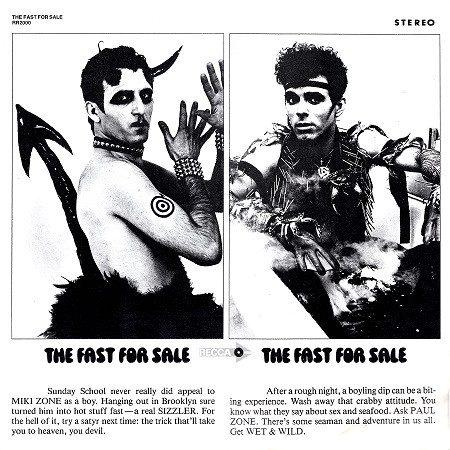 THE FAST FOR SALE
RR2000
STEREO
THE FAST FOR SALE
RECCA
THE FAST FOR SALE
Sunday School never really did appeal to
MIKI ZONE as a boy. Hanging out in Brooklyn sure
turned him into hot stuff fast—a real SIZZLER. For
the hell of it, try a satyr next time: the trick that'll take
you to heaven, you devil.
After a rough night, a boyling dip can be a bit-
ing experience. Wash away that crabby attitude. You
know what they say about sex and seafood. Ask PAUL
ZONE. There's some seaman and adventure in us all.
Get WET & WILD.